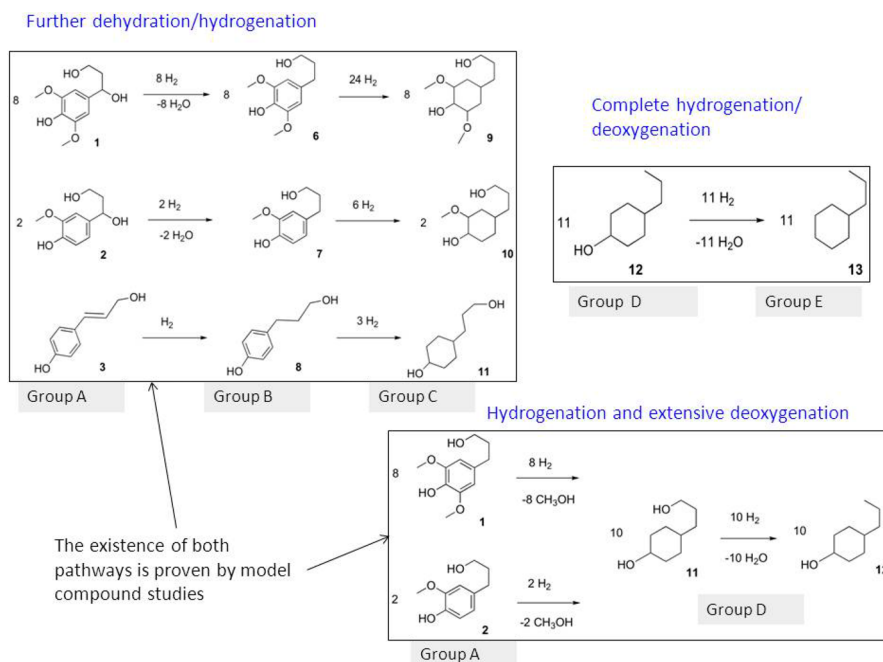 Further dehydration/hydrogenation
8
HO
O
OH
HO
O
1
8 H2
-8 H2O
8
HO
O
HO
O
6
24 H2
8
HO
O
HO
O
9
2
HO
O
OH
HO
2
2 H2
-2 H2O
HO
O
HO
7
6 H2
2
HO
O
HO
10
OH
HO
3
H2
OH
HO
8
3 H2
OH
HO
11
Group A
Group B
Group C
Complete hydrogenation/
deoxygenation
11
HO
12
11 H2
-11 H2O
11
13
Group D
Group E
Hydrogenation and extensive deoxygenation
8
HO
O
HO
O
1
8 H2
-8 CH3OH
2
HO
O
HO
2
2 H2
-2 CH3OH
10
HO
HO
11
10 H2
-10 H2O
10
HO
Group D
Group A
The existence of both
pathways is proven by model
compound studies